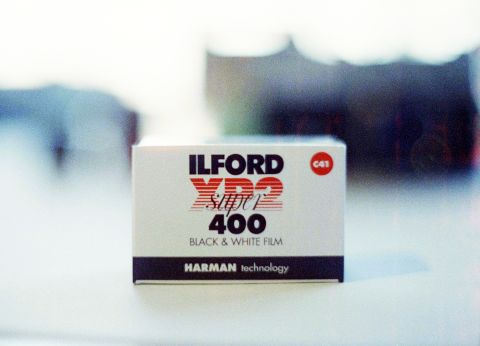 ILFORD
C41
XP2
super
400
BLACK & WHITE FILM
HARMAN technology